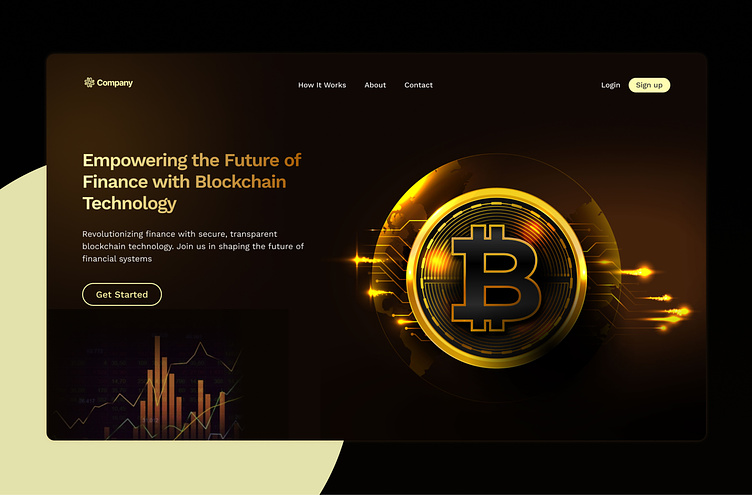 Company
How It Works
About
Contact
Login
Sign up
Empowering the Future of
Finance with Blockchain
Technology
Revolutionizing finance with secure, transparent
blockchain technology. Join us in shaping the future of
financial systems
Get Started